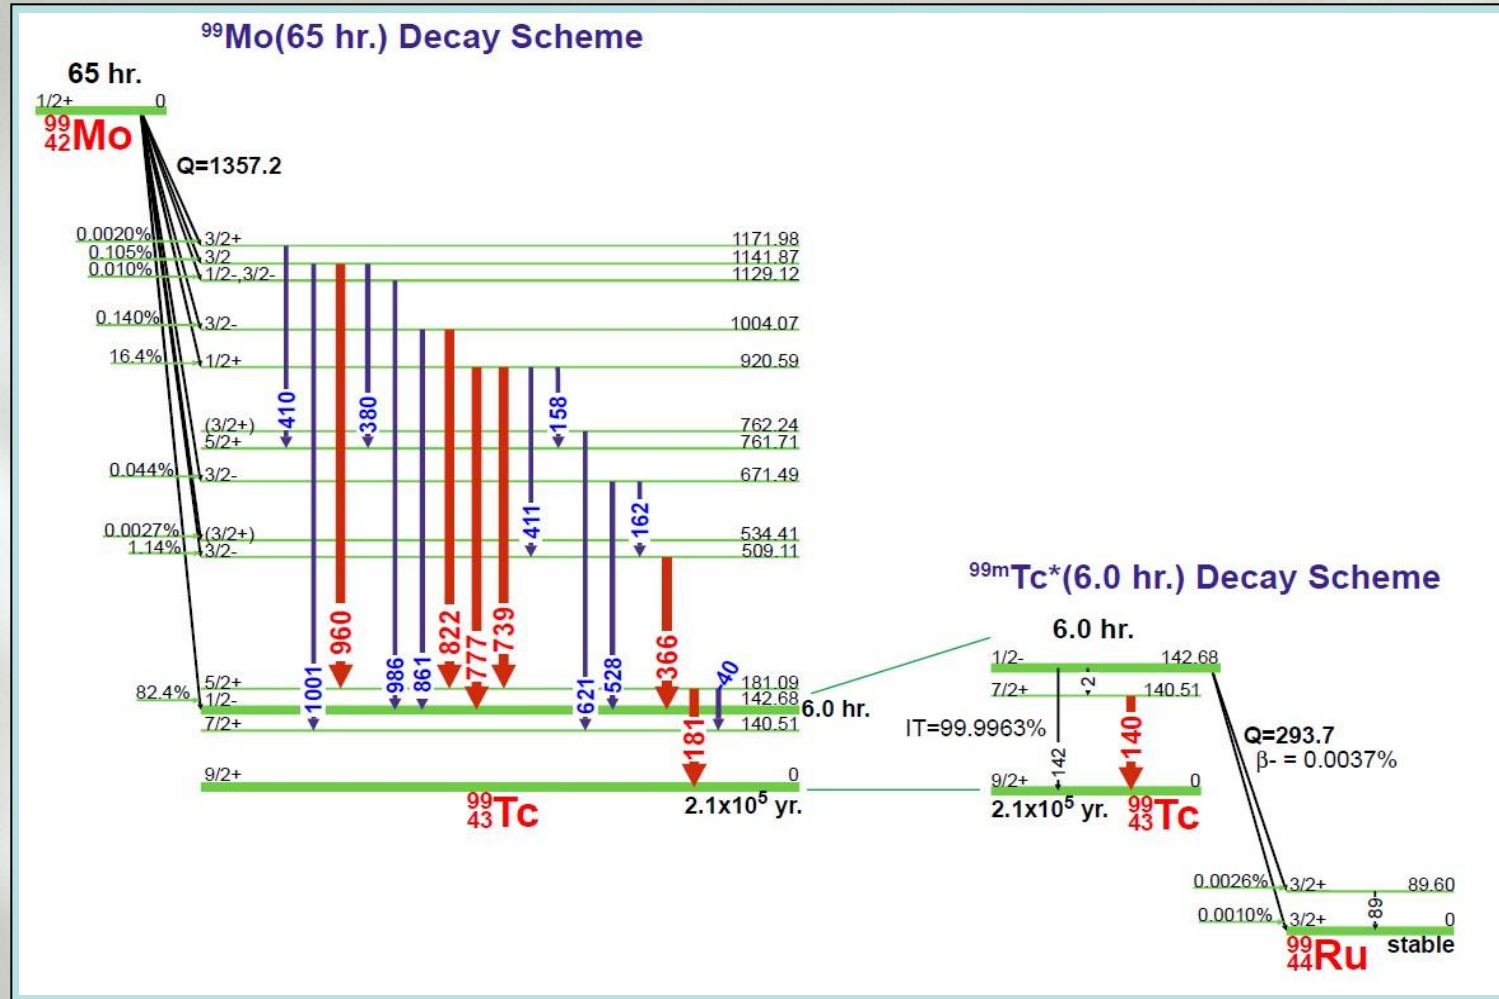 ⁹⁹Mo(65 hr.) Decay Scheme
65 hr.
1/2+ 0
⁹⁹₄₂Mo
Q=1357.2
0.0020% 3/2+ 1171.98
0.105% 3/2 1141.87
0.010% 1/2-,3/2- 1129.12
0.140% 3/2- 1004.07
16.4% 1/2+ 920.59
(3/2+) 762.24
5/2+ 761.71
0.044% 3/2- 671.49
0.0027% (3/2+) 534.41
1.14% 3/2- 509.11
410
1001
960
380
986
861
822
777
739
411
158
621
528
162
366
181
40
5/2+ 181.09
82.4% 1/2- 142.68 6.0 hr.
7/2+ 140.51
9/2+ 0
⁹⁹₄₃Tc
2.1x10⁵ yr.
⁹⁹ᵐTc*(6.0 hr.) Decay Scheme
6.0 hr.
1/2- 142.68
2
7/2+ 140.51
IT=99.9963%
142
140
9/2+ 0
2.1x10⁵ yr. ⁹⁹₄₃Tc
Q=293.7
β- = 0.0037%
0.0026% 3/2+ 89.60
89
0.0010% 3/2+ 0
⁹⁹₄₄Ru stable